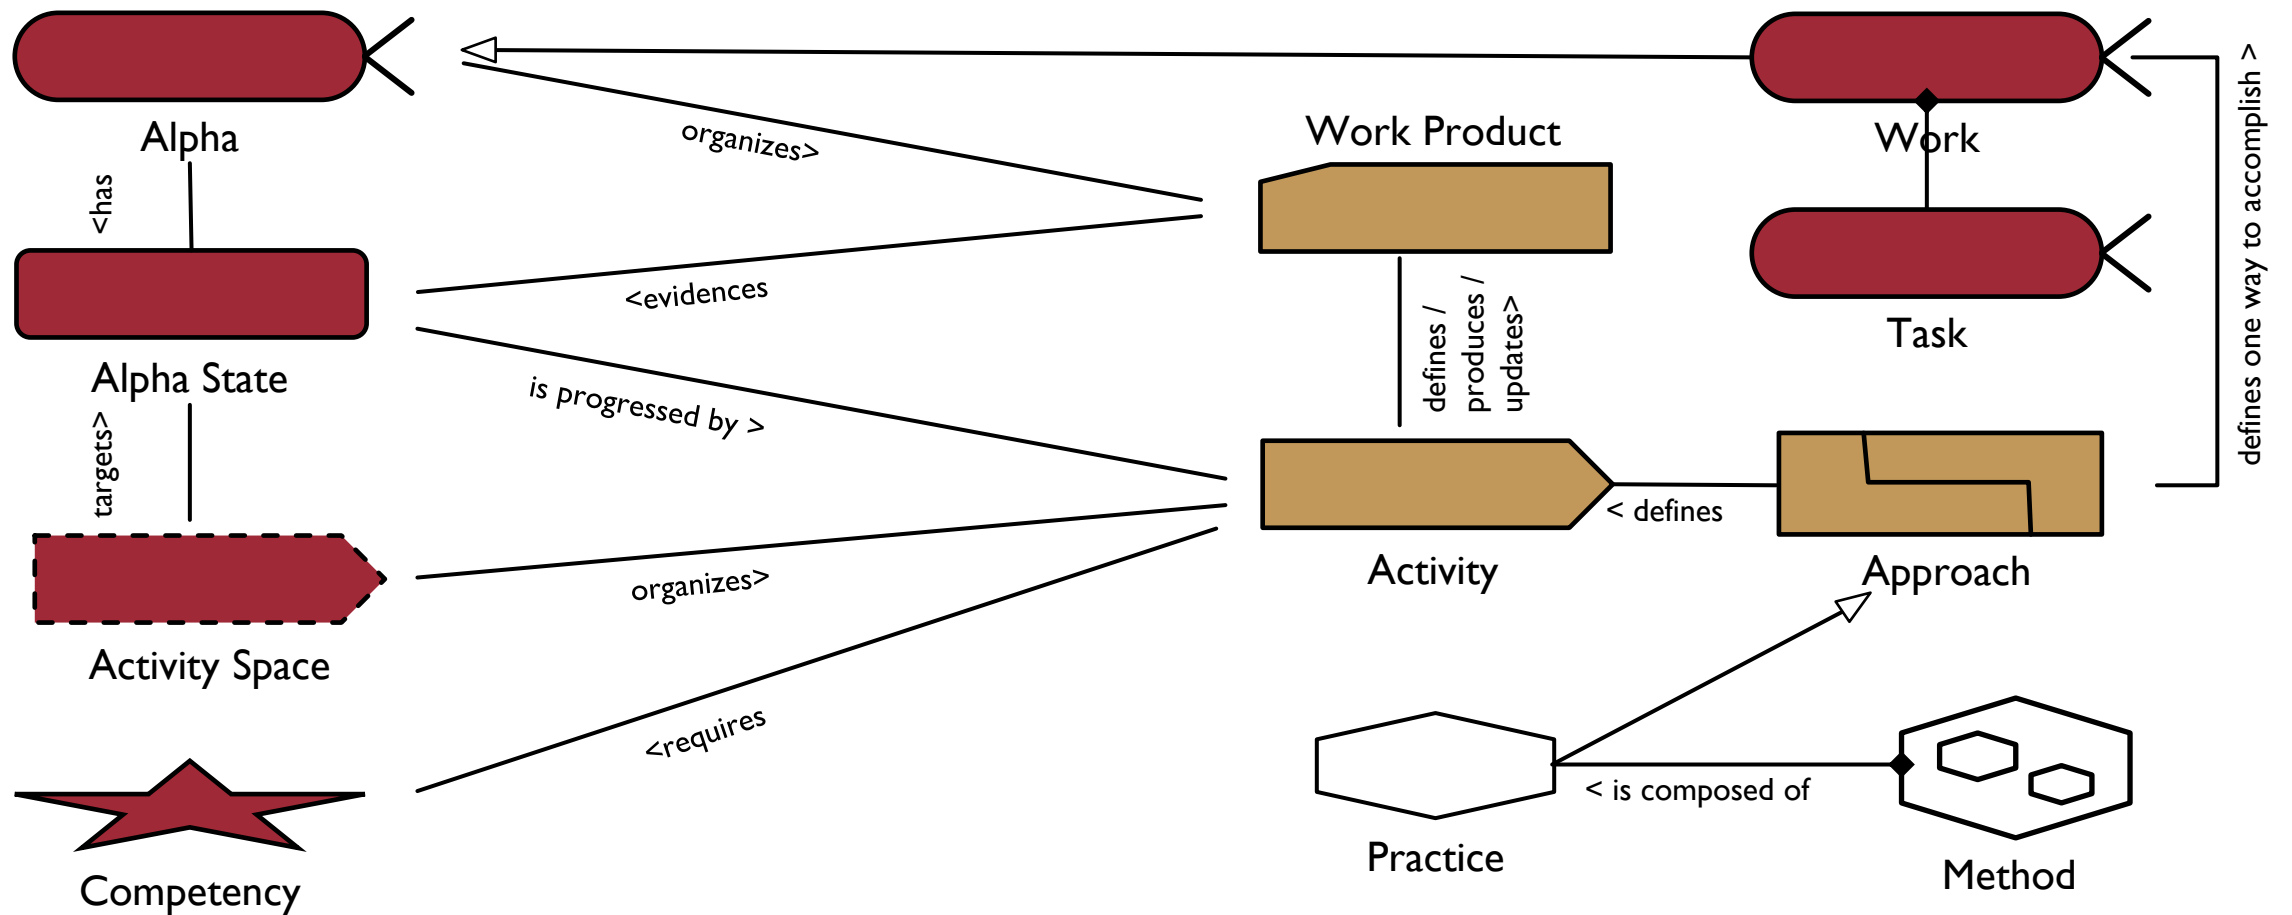 Alpha
<has
Alpha State
targets>
Activity Space
Competency
organizes>
<evidences
is progressed by >
organizes>
<requires
Work Product
defines /
produces /
updates>
Activity
< defines
Work
Task
defines one way to accomplish >
Approach
Practice
< is composed of
Method